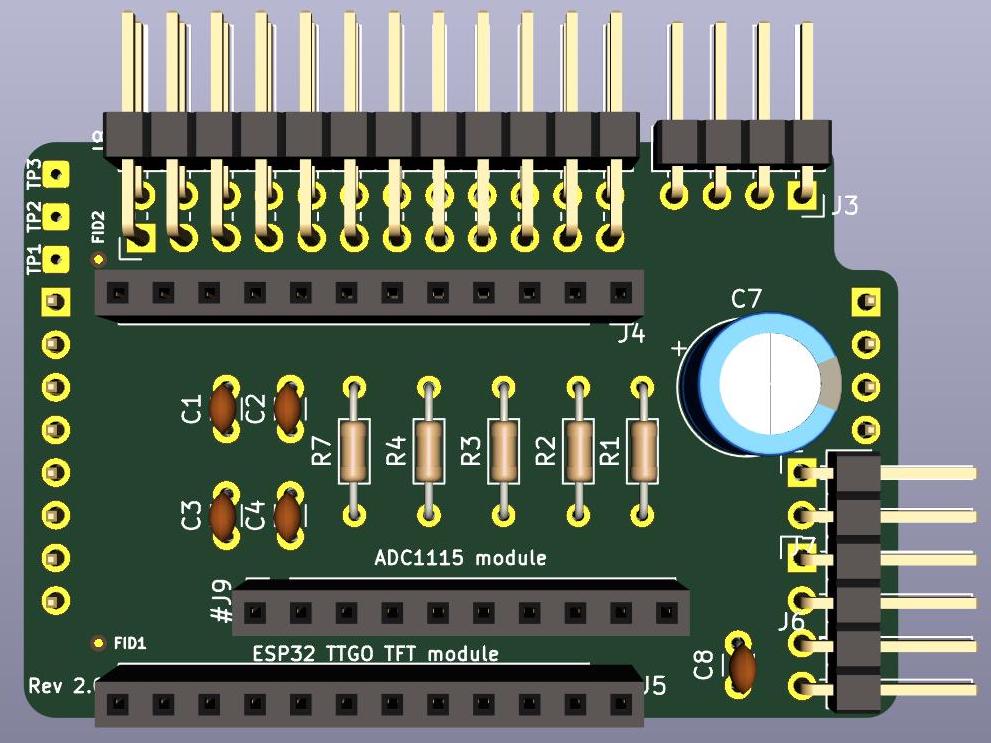 TP3
TP2
TP1
FID2
J3
J4
C7
+
C1
C2
R7
R4
R3
R2
R1
C3
C4
ADC1115 module
#J9
J7
J6
FID1
ESP32 TTGO TFT module
C8
Rev 2.
J5